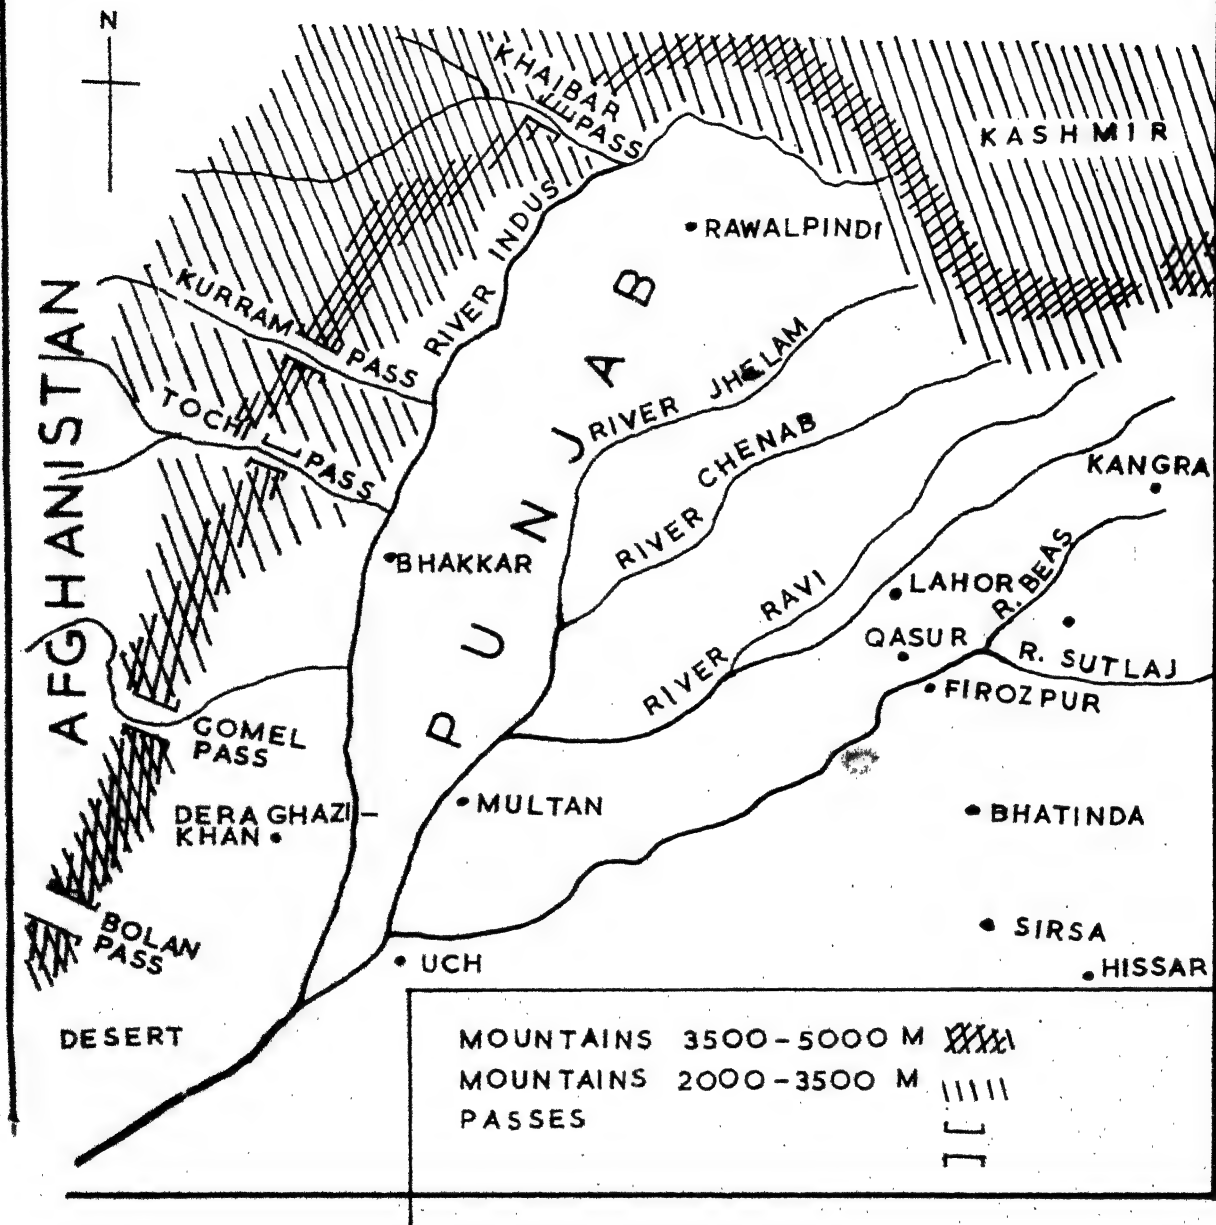 N
KHAIBAR
PASS
KASHMIR
RAWALPINDI
RIVER INDUS
KURRAM
PASS
AFGHANISTAN
TOCHI
PASS
PUNJAB
RIVER JHELAM
RIVER CHENAB
KANGRA
BHAKKAR
LAHOR
R. BEAS
RIVER RAVI
QASUR
R. SUTLAJ
FIROZPUR
GOMEL
PASS
DERA GHAZI
KHAN
MULTAN
BHATINDA
BOLAN
PASS
SIRSA
UCH
HISSAR
DESERT
MOUNTAINS 3500-5000 M
MOUNTAINS 2000-3500 M
PASSES